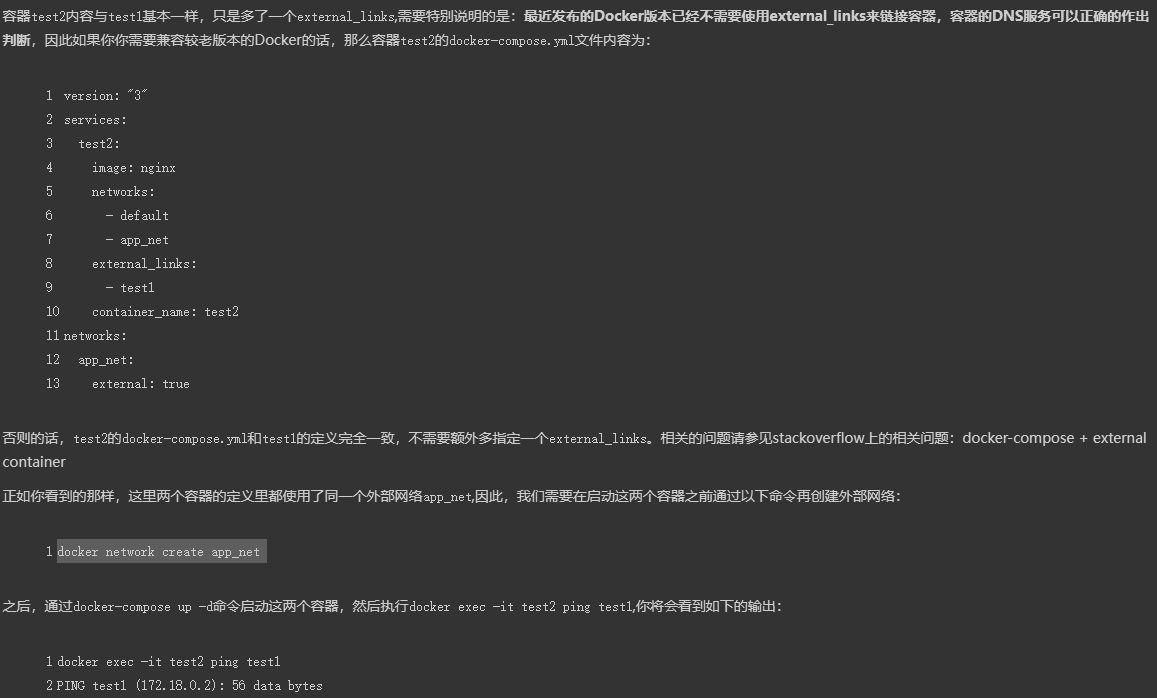 容器test2内容与test1基本一样，只是多了一个external_links,需要特别说明的是：最近发布的Docker版本已经不需要使用external_links来链接容器，容器的DNS服务可以正确的作出
判断，因此如果你你需要兼容较老版本的Docker的话，那么容器test2的docker-compose.yml文件内容为：
1 version: "3"
2 services:
3   test2:
4     image: nginx
5     networks:
6       - default
7       - app_net
8     external_links:
9       - test1
10     container_name: test2
11 networks:
12   app_net:
13     external: true
否则的话，test2的docker-compose.yml和test1的定义完全一致，不需要额外多指定一个external_links。相关的问题请参见stackoverflow上的相关问题：docker-compose + external
container
正如你看到的那样，这里两个容器的定义里都使用了同一个外部网络app_net,因此，我们需要在启动这两个容器之前通过以下命令再创建外部网络：
1 docker network create app_net
之后，通过docker-compose up -d命令启动这两个容器，然后执行docker exec -it test2 ping test1,你将会看到如下的输出：
1 docker exec -it test2 ping test1
2 PING test1 (172.18.0.2): 56 data bytes